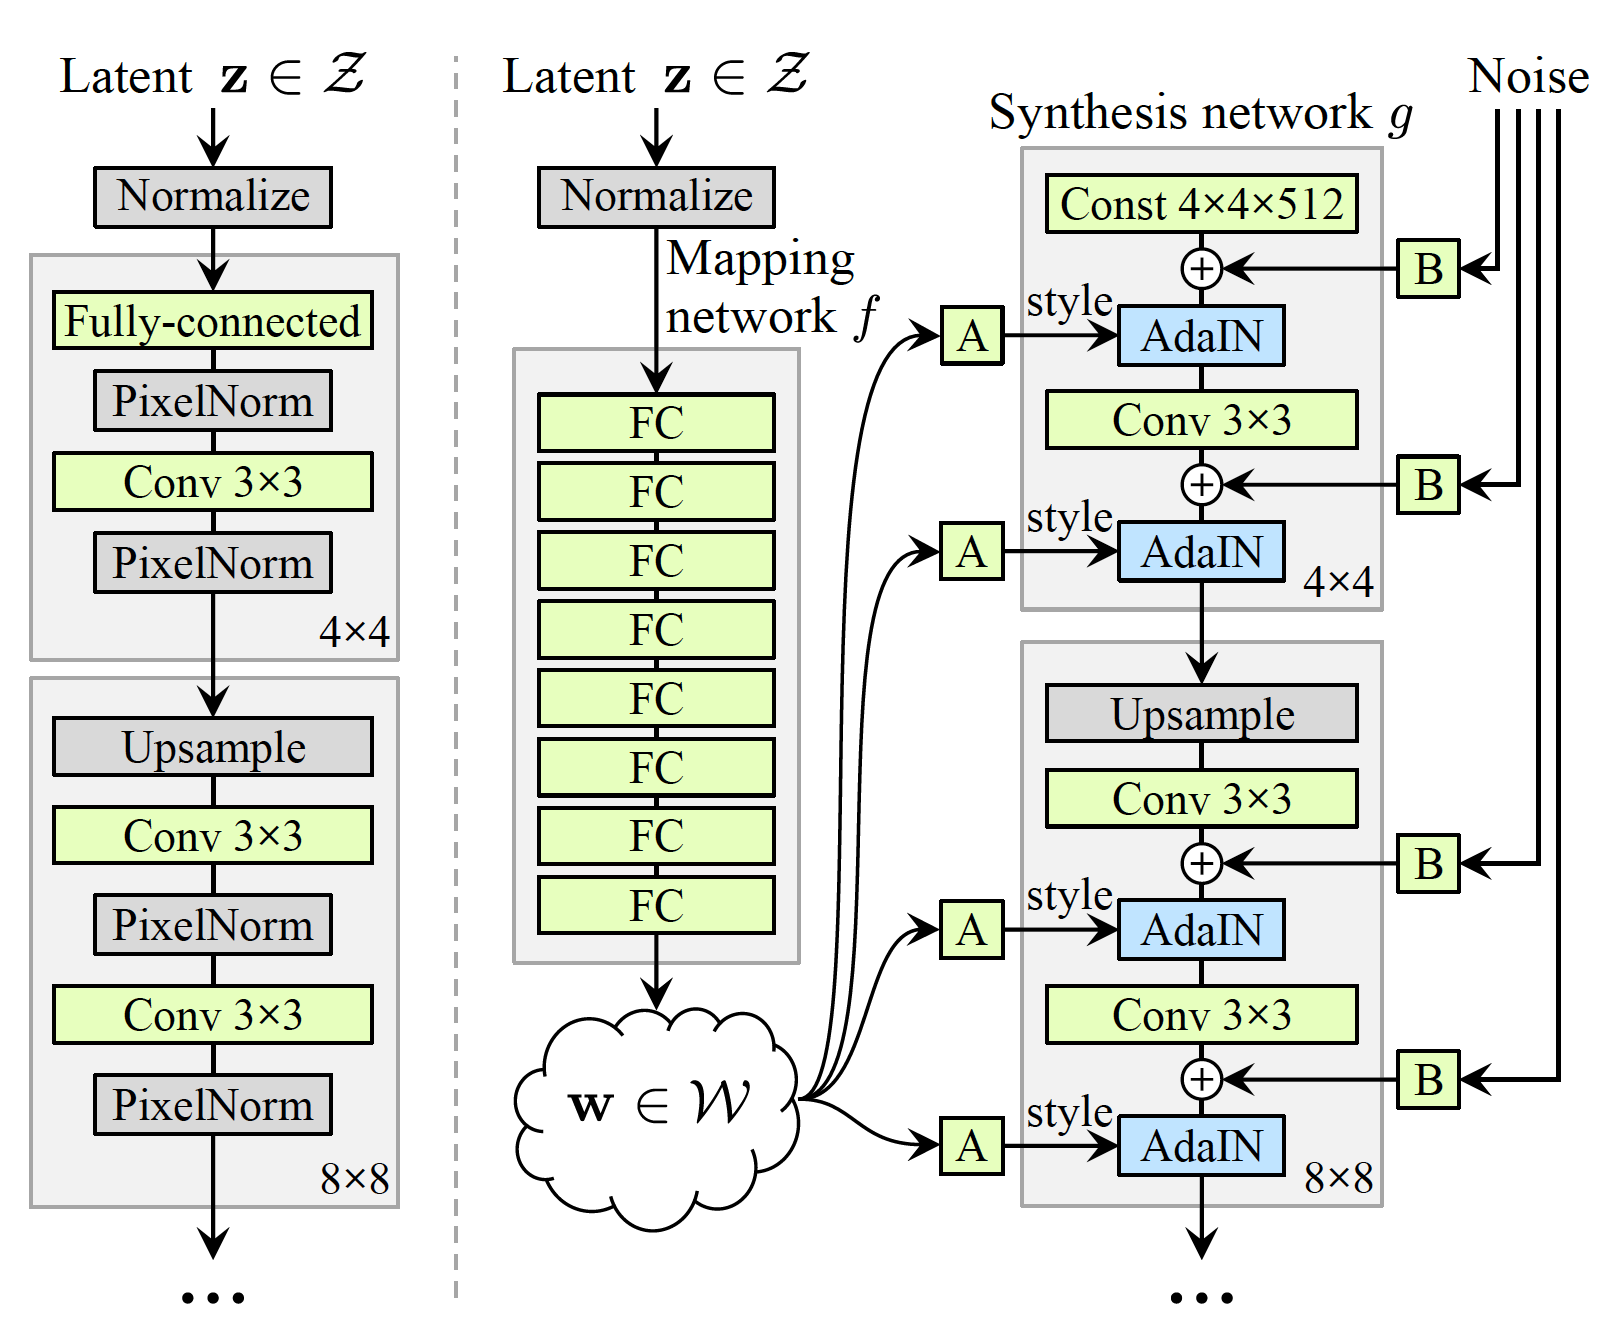 Latent z ∈ 𝒵
Normalize
Fully-connected
PixelNorm
Conv 3×3
PixelNorm
4×4
Upsample
Conv 3×3
PixelNorm
Conv 3×3
PixelNorm
8×8
...
Latent z ∈ 𝒵
Normalize
Mapping
network f
FC
FC
FC
FC
FC
FC
FC
FC
w ∈ 𝒲
A
A
A
A
style
style
style
style
Synthesis network g
Const 4×4×512
+
AdaIN
Conv 3×3
+
AdaIN
4×4
Upsample
Conv 3×3
+
AdaIN
Conv 3×3
+
AdaIN
8×8
...
Noise
B
B
B
B